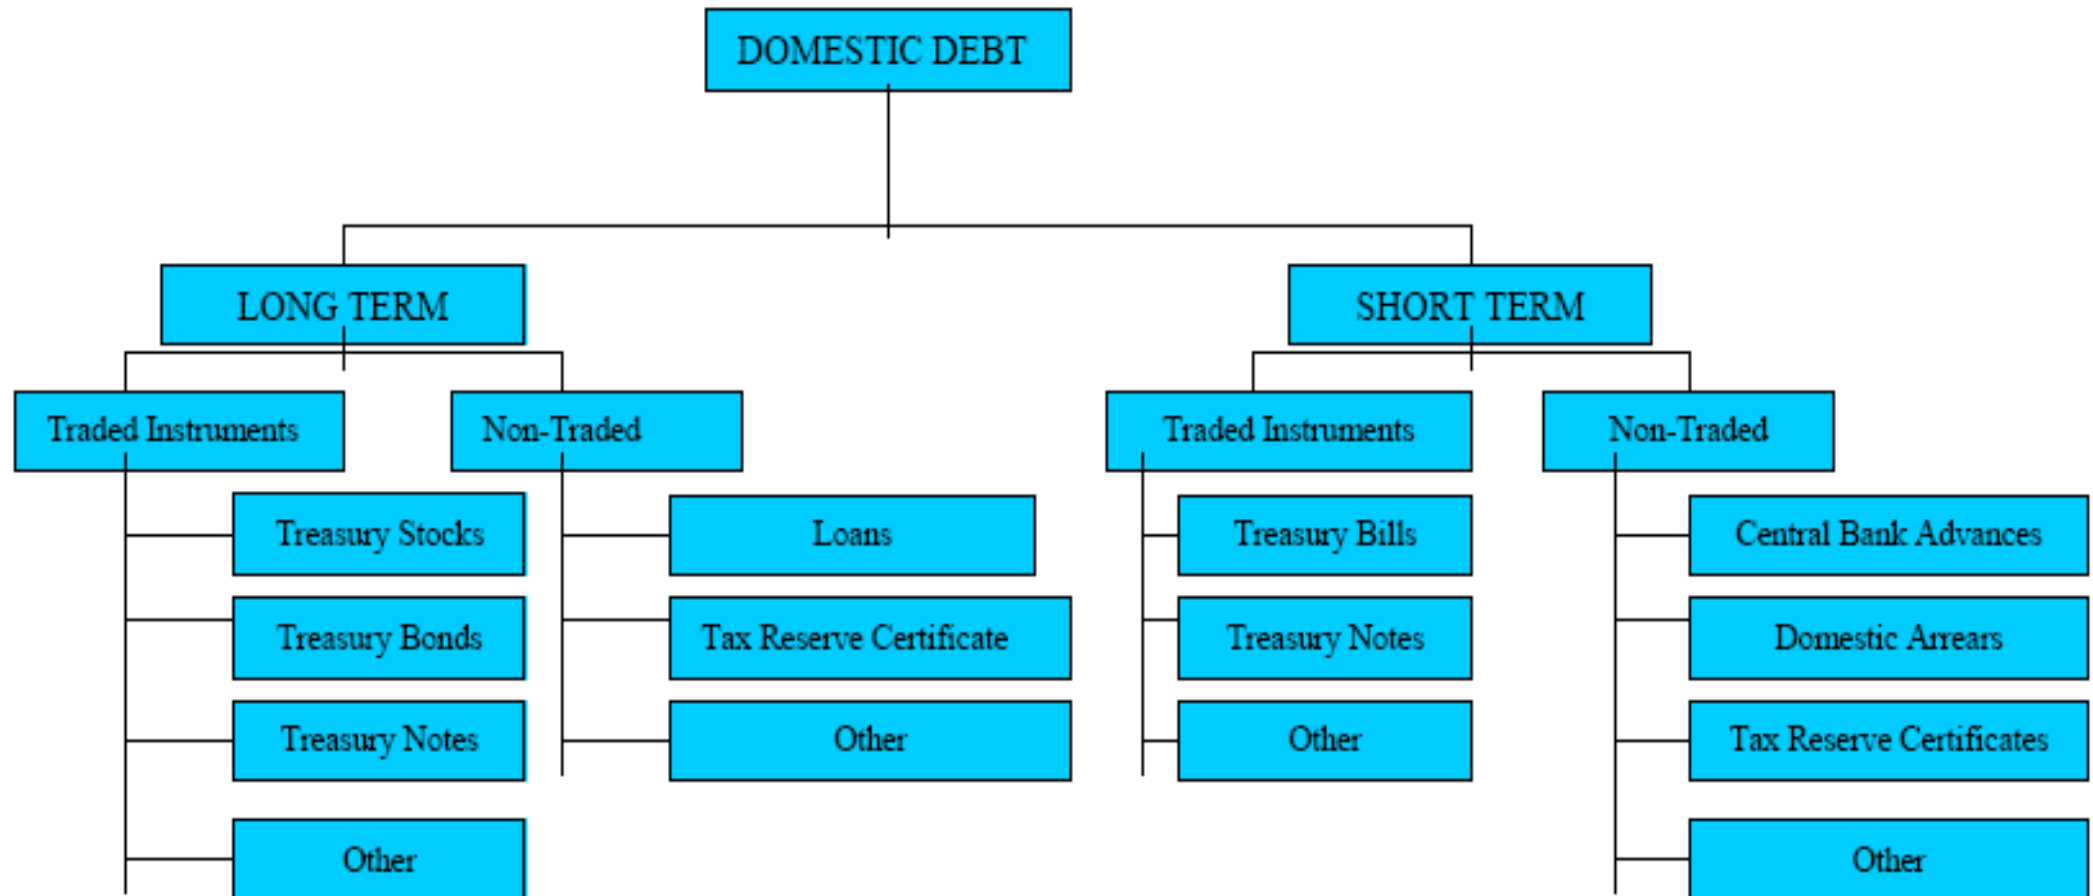 DOMESTIC DEBT
LONG TERM
SHORT TERM
Traded Instruments
Non-Traded
Traded Instruments
Non-Traded
Treasury Stocks
Loans
Treasury Bills
Central Bank Advances
Treasury Bonds
Tax Reserve Certificate
Treasury Notes
Domestic Arrears
Treasury Notes
Other
Other
Tax Reserve Certificates
Other
Other